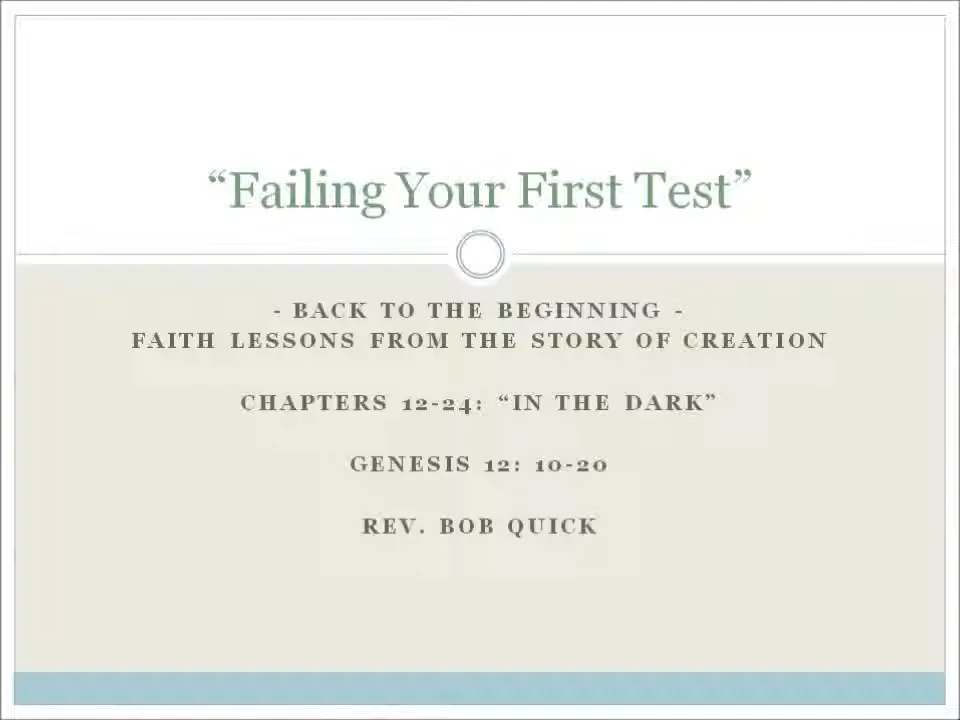 “Failing Your First Test”
- BACK TO THE BEGINNING -
FAITH LESSONS FROM THE STORY OF CREATION
CHAPTERS 12-24: “IN THE DARK”
GENESIS 12: 10-20
REV. BOB QUICK